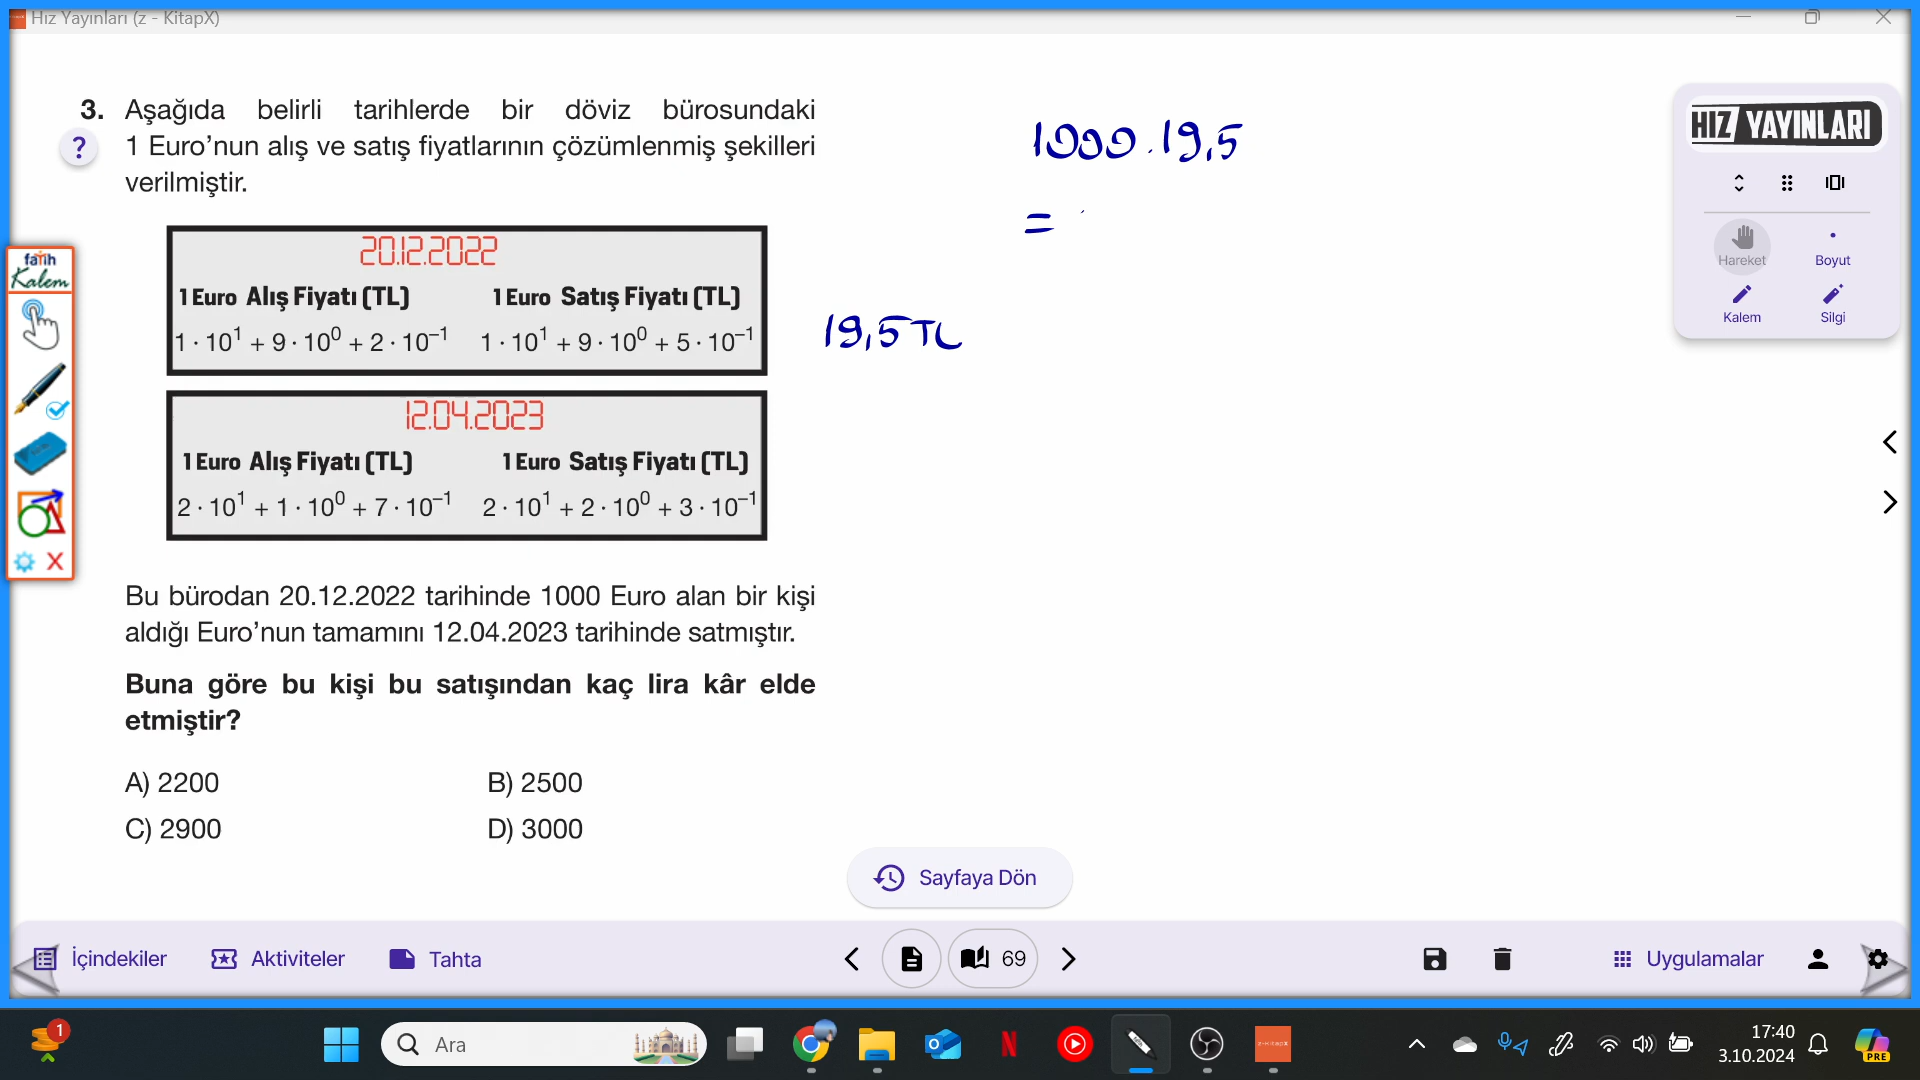 Hız Yayınları (z - KitapX)
3. Aşağıda belirli tarihlerde bir döviz bürosundaki
? 1 Euro'nun alış ve satış fiyatlarının çözümlenmiş şekilleri
verilmiştir.
20.12.2022
1 Euro Alış Fiyatı (TL) 1 Euro Satış Fiyatı (TL)
1 · 10¹ + 9 · 10⁰ + 2 · 10⁻¹ 1 · 10¹ + 9 · 10⁰ + 5 · 10⁻¹
12.04.2023
1 Euro Alış Fiyatı (TL) 1 Euro Satış Fiyatı (TL)
2 · 10¹ + 1 · 10⁰ + 7 · 10⁻¹ 2 · 10¹ + 2 · 10⁰ + 3 · 10⁻¹
Bu bürodan 20.12.2022 tarihinde 1000 Euro alan bir kişi
aldığı Euro'nun tamamını 12.04.2023 tarihinde satmıştır.
Buna göre bu kişi bu satışından kaç lira kâr elde
etmiştir?
A) 2200 B) 2500
C) 2900 D) 3000
1000 . 19,5
=
19,5 TL
fatih
Kalem
HIZ YAYINLARI
Hareket Boyut
Kalem Silgi
Sayfaya Dön
İçindekiler Aktiviteler Tahta 69 Uygulamalar
1 Ara 17:40
3.10.2024
PRE